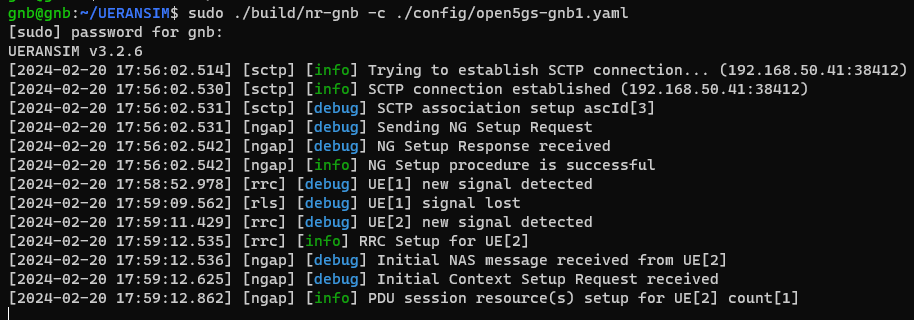 gnb@gnb:~/UERANSIM$ sudo ./build/nr-gnb -c ./config/open5gs-gnb1.yaml
[sudo] password for gnb:
UERANSIM v3.2.6
[2024-02-20 17:56:02.514] [sctp] [info] Trying to establish SCTP connection... (192.168.50.41:38412)
[2024-02-20 17:56:02.530] [sctp] [info] SCTP connection established (192.168.50.41:38412)
[2024-02-20 17:56:02.531] [sctp] [debug] SCTP association setup ascId[3]
[2024-02-20 17:56:02.531] [ngap] [debug] Sending NG Setup Request
[2024-02-20 17:56:02.542] [ngap] [debug] NG Setup Response received
[2024-02-20 17:56:02.542] [ngap] [info] NG Setup procedure is successful
[2024-02-20 17:58:52.978] [rrc] [debug] UE[1] new signal detected
[2024-02-20 17:59:09.562] [rls] [debug] UE[1] signal lost
[2024-02-20 17:59:11.429] [rrc] [debug] UE[2] new signal detected
[2024-02-20 17:59:12.535] [rrc] [info] RRC Setup for UE[2]
[2024-02-20 17:59:12.536] [ngap] [debug] Initial NAS message received from UE[2]
[2024-02-20 17:59:12.625] [ngap] [debug] Initial Context Setup Request received
[2024-02-20 17:59:12.862] [ngap] [info] PDU session resource(s) setup for UE[2] count[1]